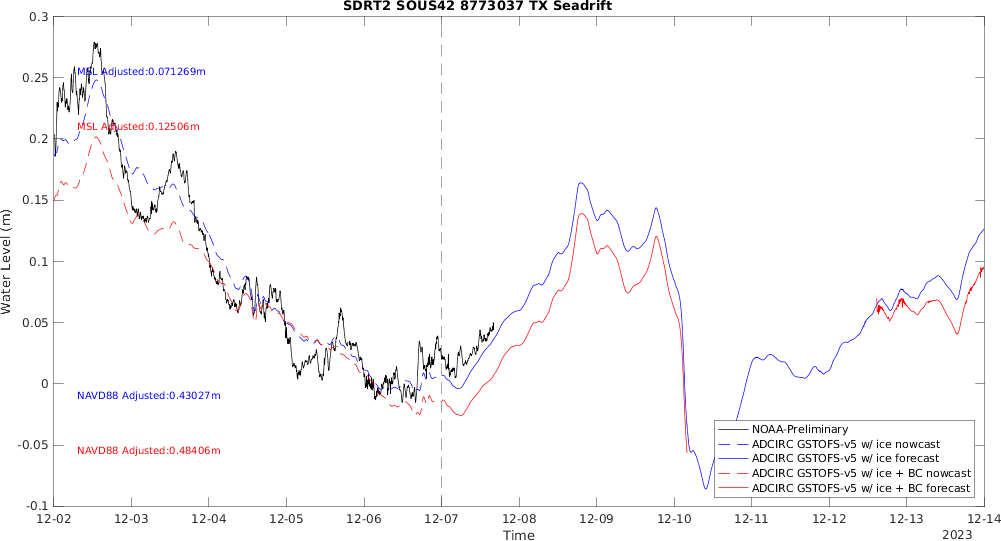 SDRT2 SOUS42 8773037 TX Seadrift
0.3
0.25
0.2
0.15
0.1
0.05
0
-0.05
-0.1
Water Level (m)
MSL Adjusted:0.071269m
MSL Adjusted:0.12506m
NAVD88 Adjusted:0.43027m
NAVD88 Adjusted:0.48406m
NOAA-Preliminary
ADCIRC GSTOFS-v5 w/ ice nowcast
ADCIRC GSTOFS-v5 w/ ice forecast
ADCIRC GSTOFS-v5 w/ ice + BC nowcast
ADCIRC GSTOFS-v5 w/ ice + BC forecast
12-02 12-03 12-04 12-05 12-06 12-07 12-08 12-09 12-10 12-11 12-12 12-13 12-14
Time
2023